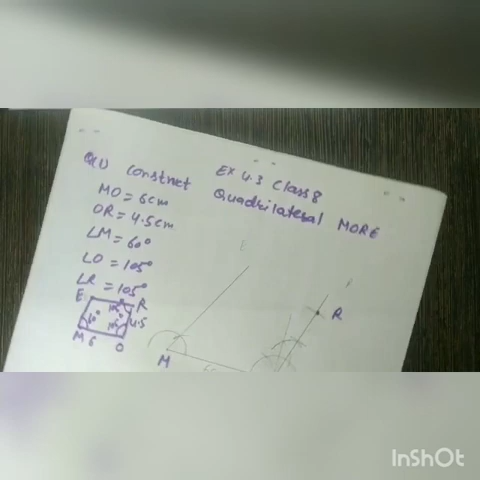 Ex 4.3 Class 8
Q(1) Construct Quadrilateral MORE
MO = 6cm
OR = 4.5cm
∠M = 60°
∠O = 105°
∠R = 105°
E R
60° 105° 105° 4.5
M 6 O
E
R
M
InShOt